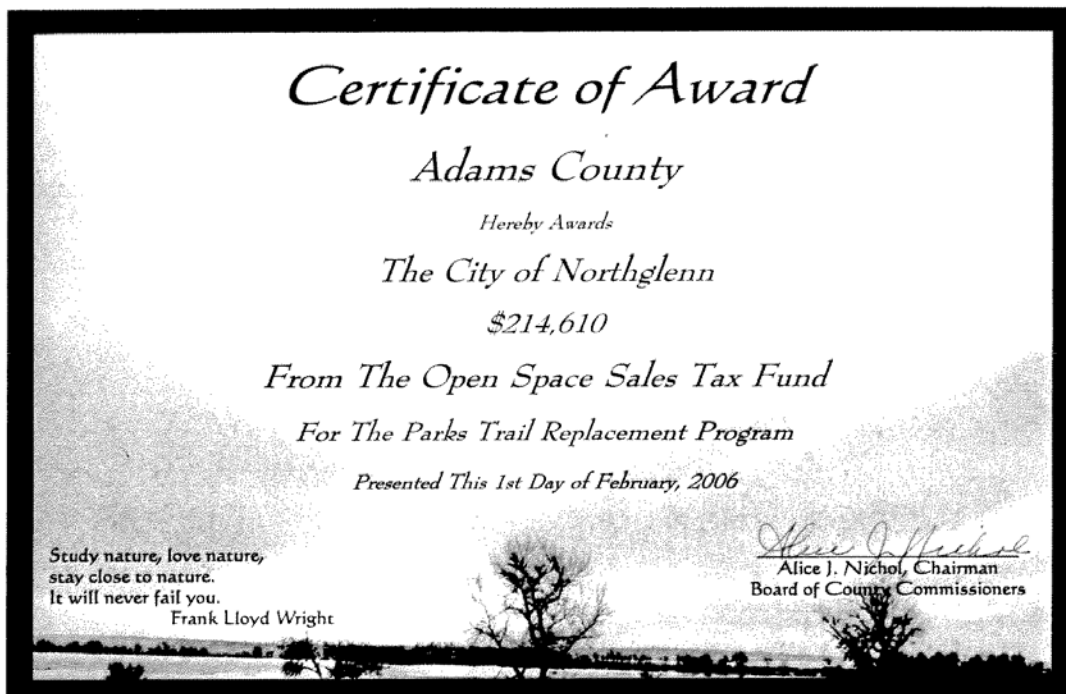 Certificate of Award
Adams County
Hereby Awards
The City of Northglenn
$214,610
From The Open Space Sales Tax Fund
For The Parks Trail Replacement Program
Presented This 1st Day of February, 2006
Study nature, love nature,
stay close to nature.
It will never fail you.
Frank Lloyd Wright
Alice J. Nichol
Alice J. Nichol, Chairman
Board of County Commissioners